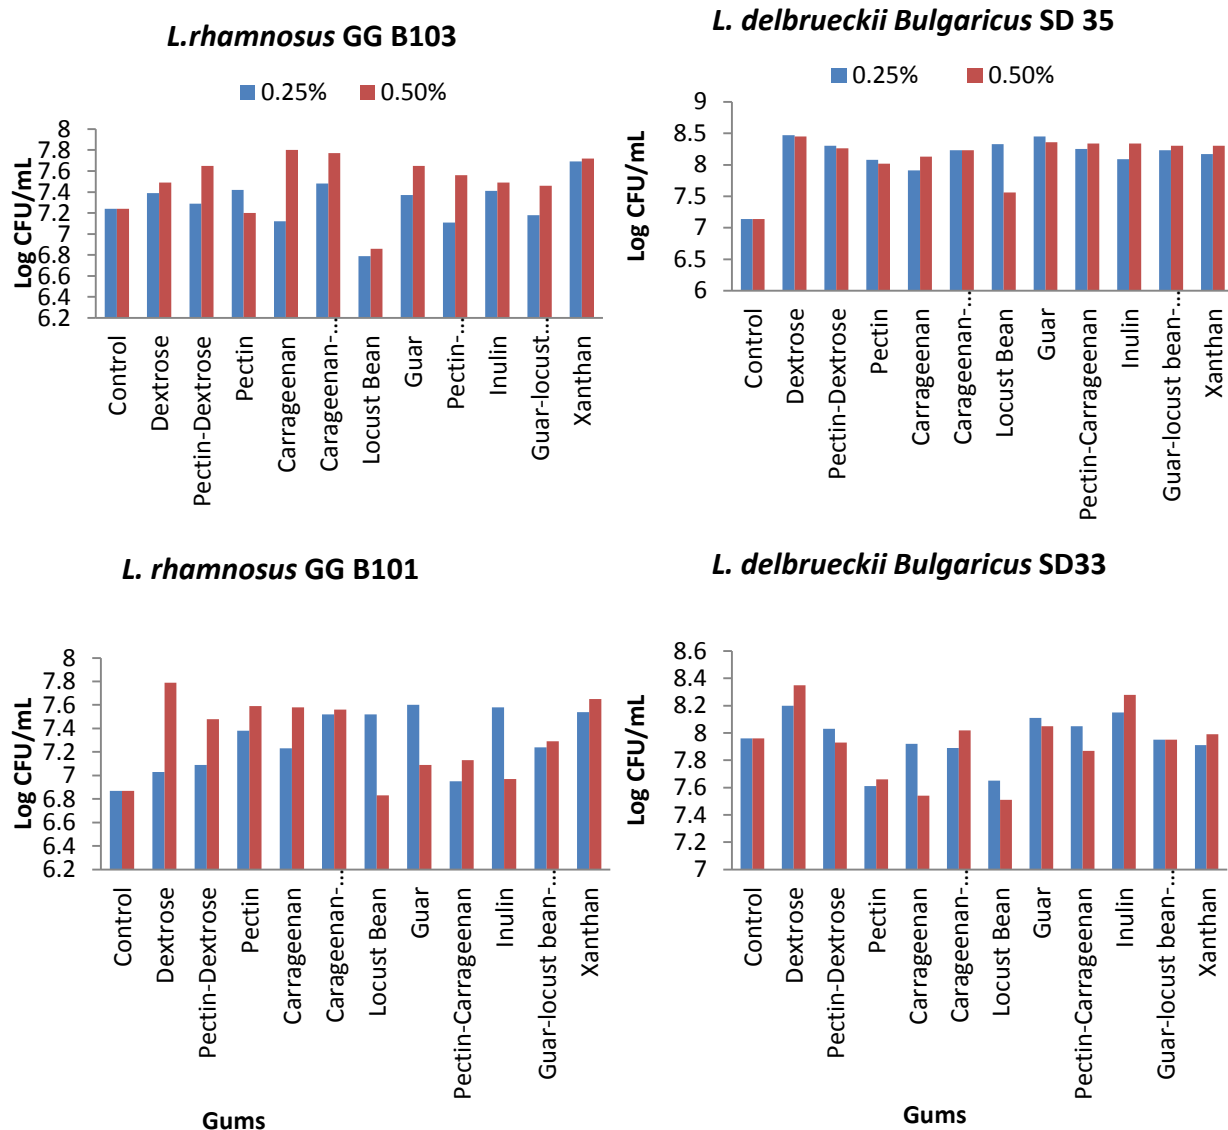 L.rhamnosus GG B103
0.25% 0.50%
Log CFU/mL
8
7.8
7.6
7.4
7.2
7
6.8
6.6
6.4
6.2
Control
Dextrose
Pectin-Dextrose
Pectin
Carrageenan
Carageenan-...
Locust Bean
Guar
Pectin-...
Inulin
Guar-locust...
Xanthan
L. delbrueckii Bulgaricus SD 35
0.25% 0.50%
Log CFU/mL
9
8.5
8
7.5
7
6.5
6
Control
Dextrose
Pectin-Dextrose
Pectin
Carrageenan
Carageenan-...
Locust Bean
Guar
Pectin-Carrageenan
Inulin
Guar-locust bean-...
Xanthan
L. rhamnosus GG B101
Log CFU/mL
8
7.8
7.6
7.4
7.2
7
6.8
6.6
6.4
6.2
Control
Dextrose
Pectin-Dextrose
Pectin
Carrageenan
Carageenan-...
Locust Bean
Guar
Pectin-Carrageenan
Inulin
Guar-locust bean-...
Xanthan
Gums
L. delbrueckii Bulgaricus SD33
Log CFU/mL
8.6
8.4
8.2
8
7.8
7.6
7.4
7.2
7
Control
Dextrose
Pectin-Dextrose
Pectin
Carrageenan
Carageenan-...
Locust Bean
Guar
Pectin-Carrageenan
Inulin
Guar-locust bean-...
Xanthan
Gums